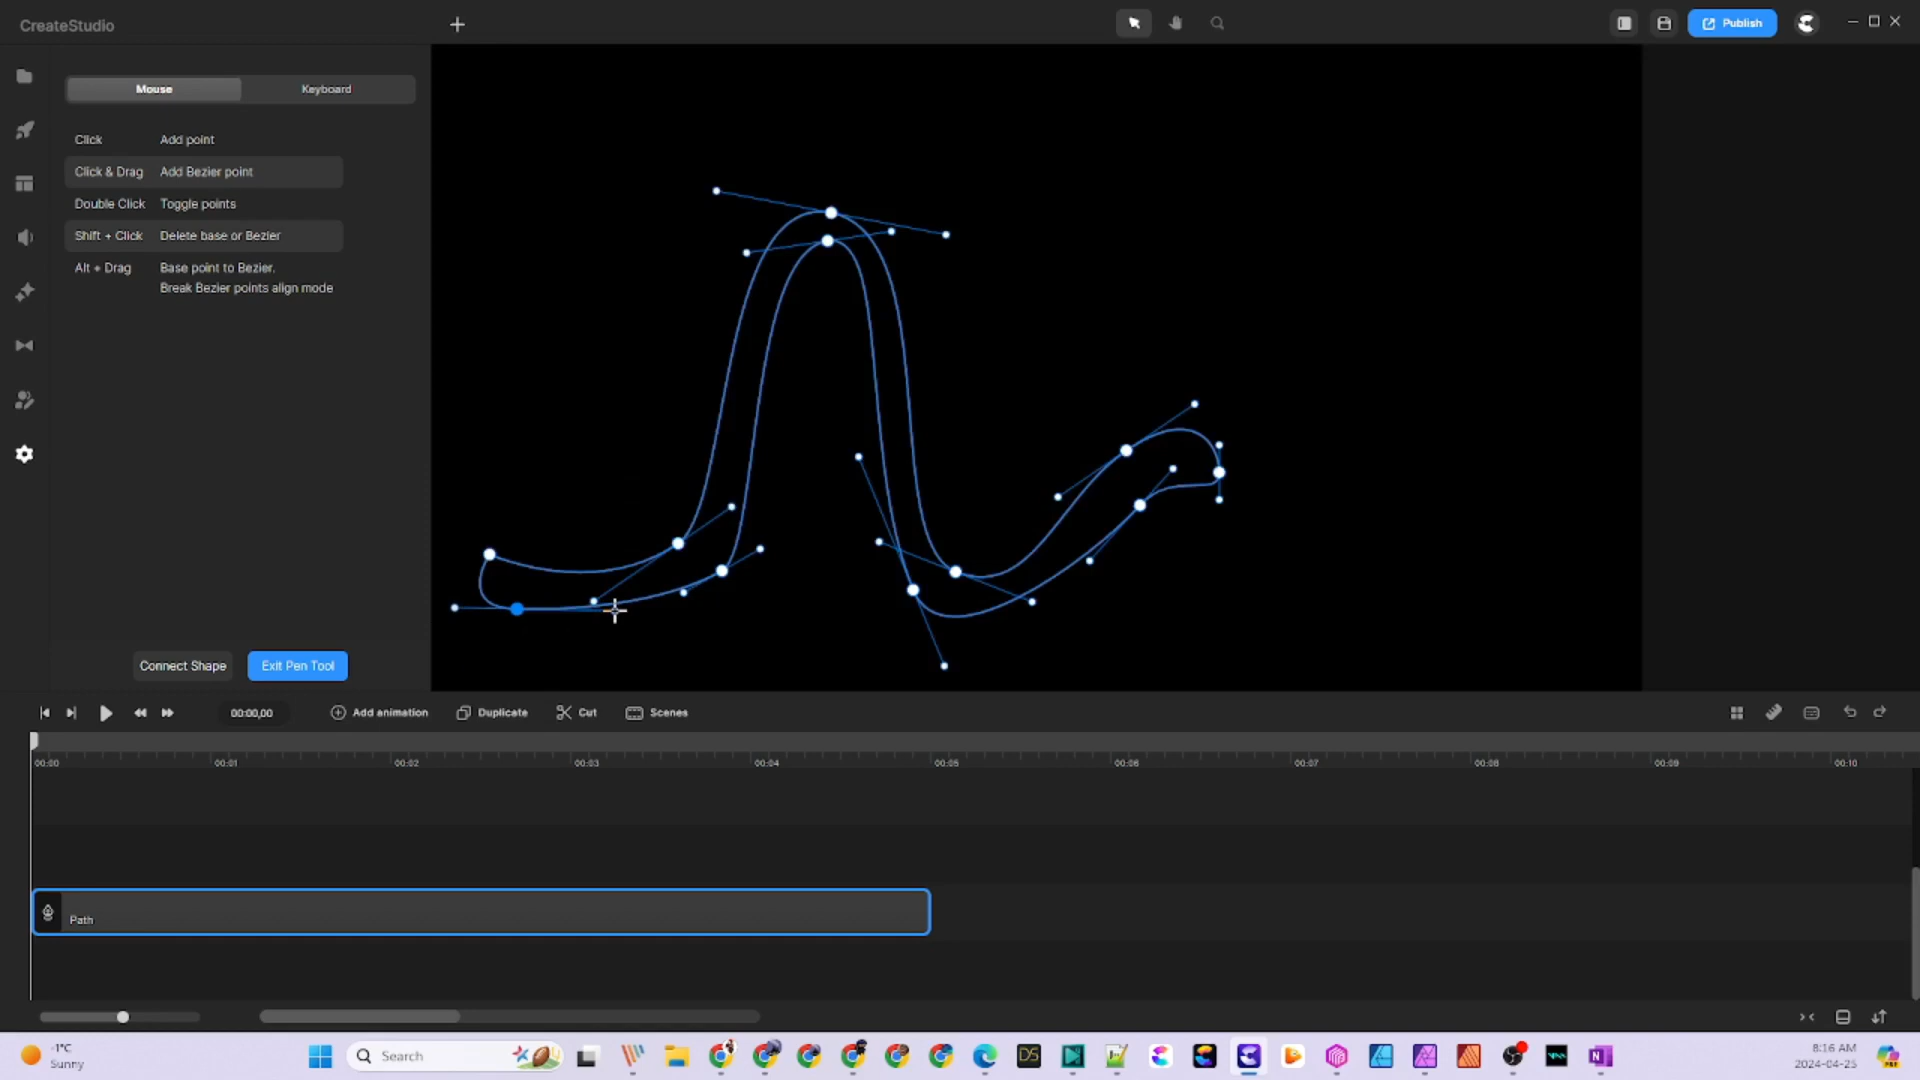 CreateStudio
Publish
Mouse Keyboard
Click Add point
Click & Drag Add Bezier point
Double Click Toggle points
Shift + Click Delete base or Bezier
Alt + Drag Base point to Bezier.
Break Bezier points align mode
Connect Shape Exit Pen Tool
00:00,00 Add animation Duplicate Cut Scenes
00:00 00:01 00:02 00:03 00:04 00:05 00:06 00:07 00:08 00:09 00:10
Path
-1°C
Sunny
Search
DS
8:16 AM
2024-04-25